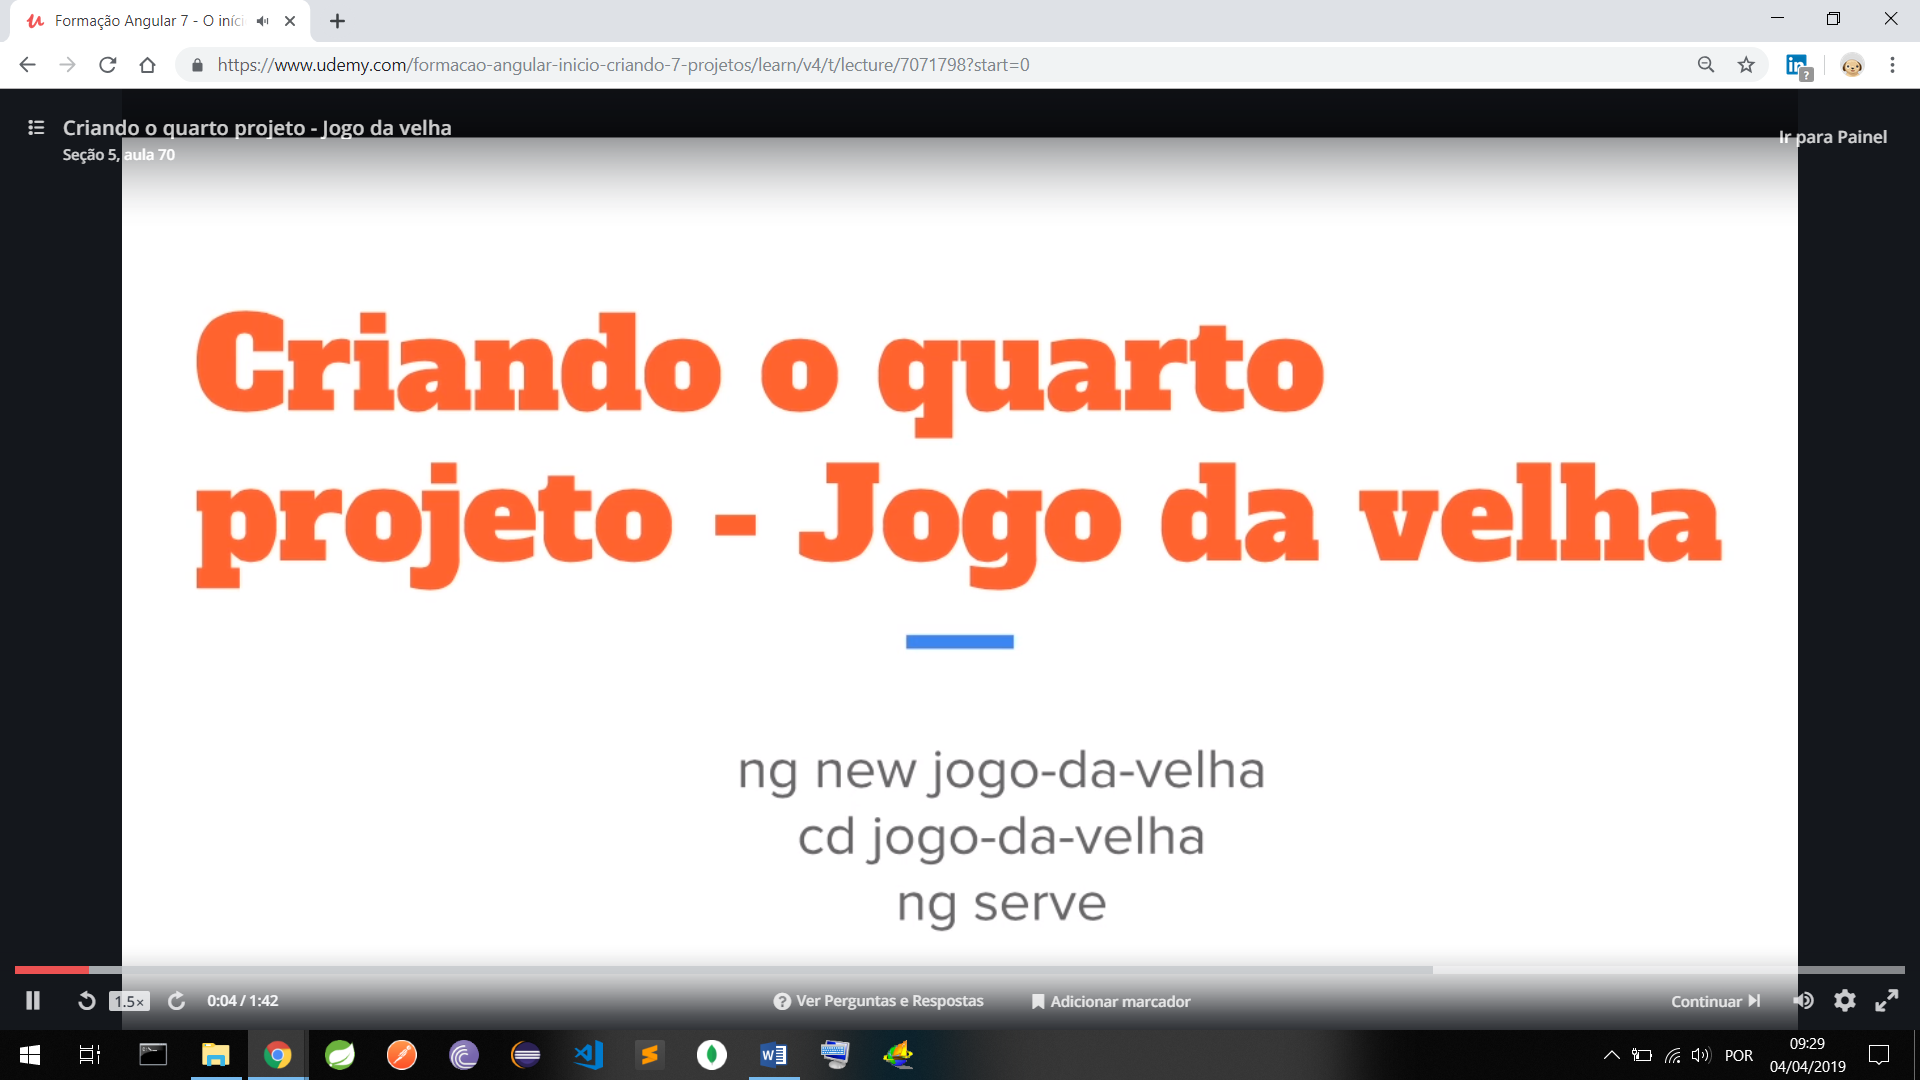 Formação Angular 7 - O iníci
https://www.udemy.com/formacao-angular-inicio-criando-7-projetos/learn/v4/t/lecture/7071798?start=0
Criando o quarto projeto - Jogo da velha
Seção 5, aula 70
Ir para Painel
Criando o quarto
projeto - Jogo da velha
ng new jogo-da-velha
cd jogo-da-velha
ng serve
1.5×
0:04 / 1:42
Ver Perguntas e Respostas
Adicionar marcador
Continuar
POR
09:29
04/04/2019